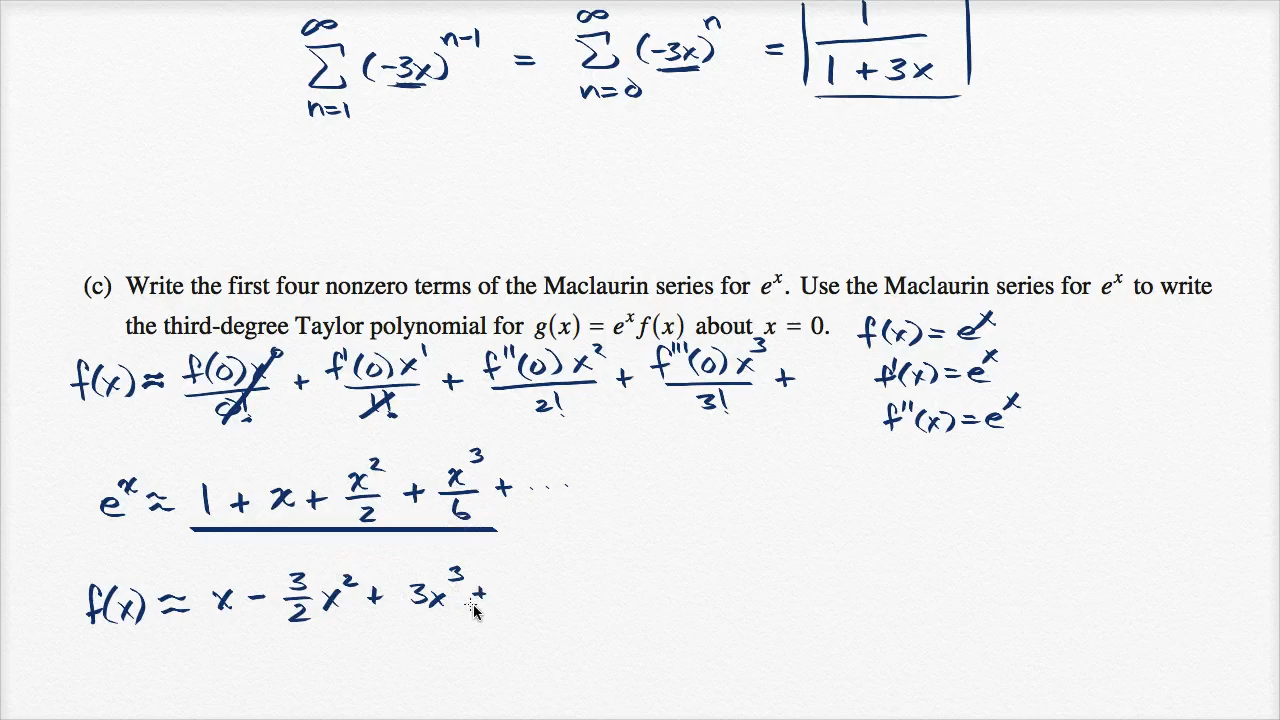 ∞ Σ n=1 (-3x)^(n-1) = ∞ Σ n=0 (-3x)^n = 1/(1+3x)
(c) Write the first four nonzero terms of the Maclaurin series for e^x. Use the Maclaurin series for e^x to write
the third-degree Taylor polynomial for g(x) = e^x f(x) about x = 0.
f(x) = e^x
f(x) ≈ f(0)x^0/0! + f'(0)x^1/1! + f''(0)x^2/2! + f'''(0)x^3/3! +
f'(x) = e^x
f''(x) = e^x
e^x ≈ 1 + x + x^2/2 + x^3/6 + ...
f(x) ≈ x - 3/2 x^2 + 3x^3 +